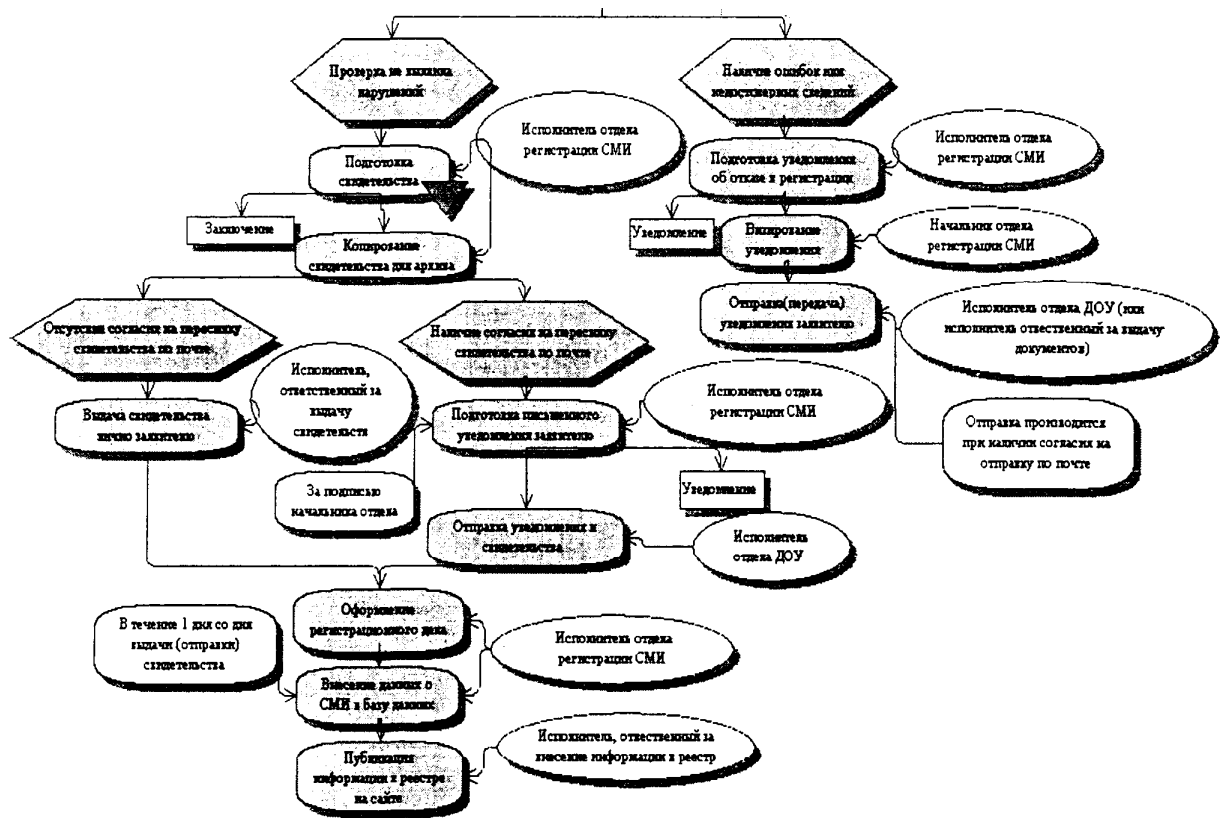 Проверка не выявила
нарушений
Наличие ошибок или
недостоверных сведений
Исполнитель отдела
регистрации СМИ
Исполнитель отдела
регистрации СМИ
Подготовка
свидетельства
Подготовка уведомления
об отказе в регистрации
Заключение
Уведомление
Копирование
свидетельства для архива
Визирование
уведомления
Начальник отдела
регистрации СМИ
Отсутствие согласия на пересылку
свидетельства по почте
Наличие согласия на пересылку
свидетельства по почте
Отправка(передача)
уведомления заявителю
Исполнитель отдела ДОУ (или
исполнитель отвественный за выдачу
документов)
Исполнитель,
ответственный за
выдачу
свидетельств
Исполнитель отдела
регистрации СМИ
Выдача свидетельства
лично заявителю
Подготовка письменного
уведомления заявителю
Отправка производится
при наличии согласия на
отправку по почте
За подписью
начальника отдела
Уведомление
Отправка уведомления и
свидетельства
Исполнитель
отдела ДОУ
Оформление
регистрационного дела
В течение 1 дня со дня
выдачи (отправки)
свидетельства
Исполнитель отдела
регистрации СМИ
Внесение данных о
СМИ в базу данных
Публикация
информации в реестре
на сайте
Исполнитель, отвественный за
внесение информации в реестр